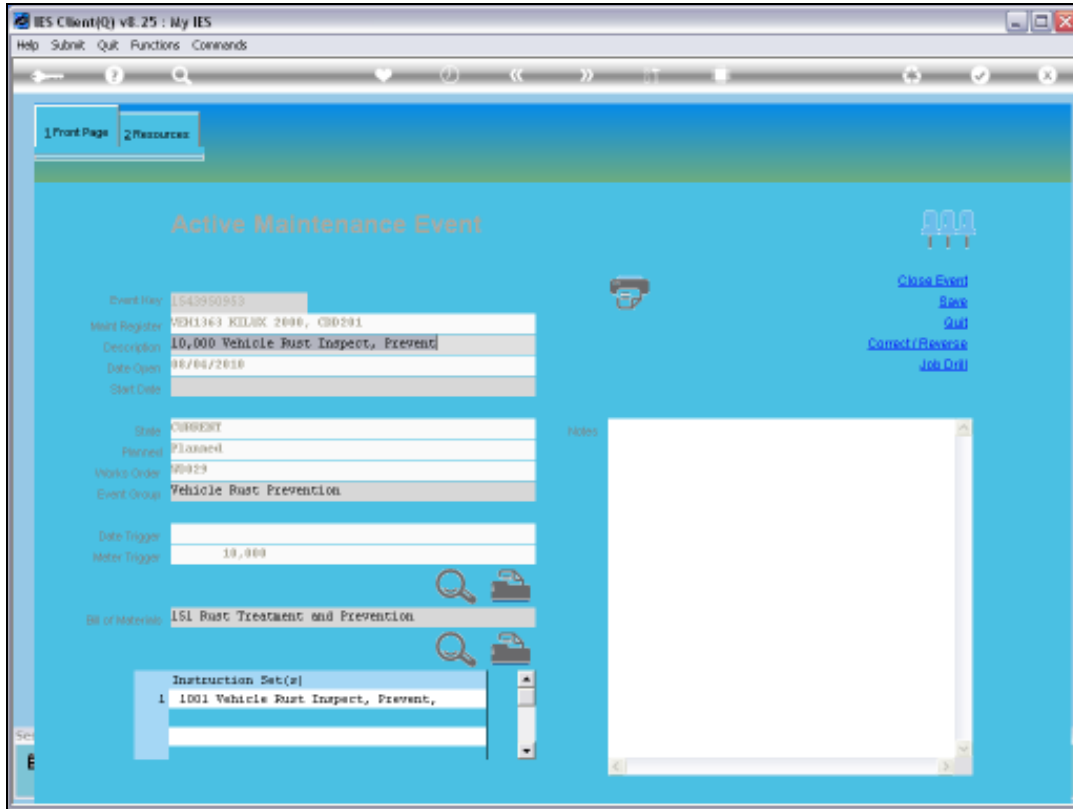 IES Client(Q) v8.25 : My IES
Help Submit Quit Functions Commands
1 Front Page 2 Resources
Active Maintenance Event
Close Event
Save
Quit
Correct / Reverse
Job Drill
Event Key 1543950953
Maint Register VEH1363 KILUX 2000, CBD201
Description 10,000 Vehicle Rust Inspect, Prevent
Date Open 08/06/2010
Start Date
State CURRENT
Planned Planned
Works Order W0029
Event Group Vehicle Rust Prevention
Notes
Date Trigger
Meter Trigger 10,000
Bill of Materials 151 Rust Treatment and Prevention
Instruction Set(s)
1 1001 Vehicle Rust Inspect, Prevent,